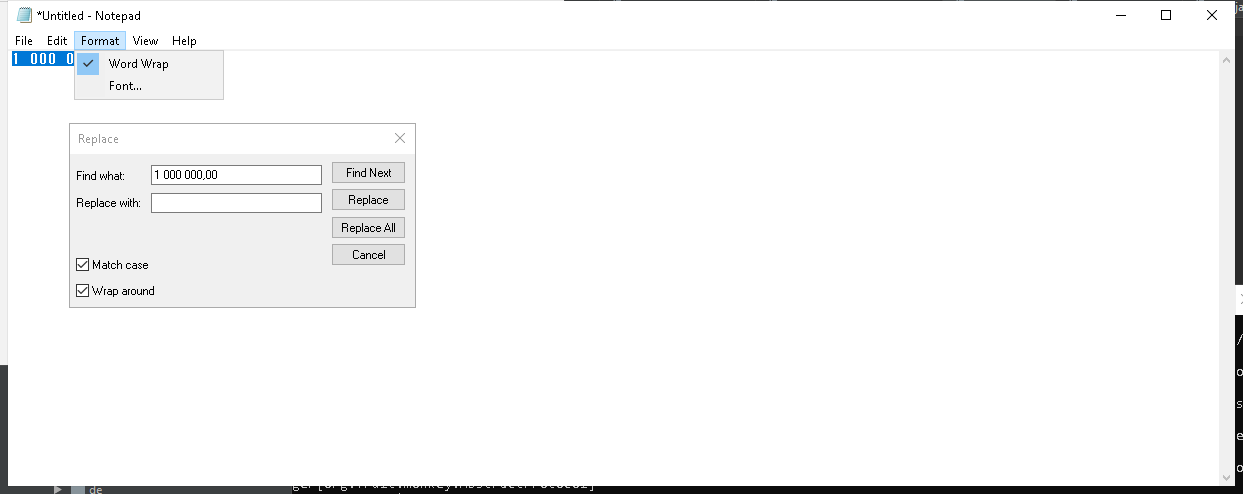 *Untitled - Notepad
File Edit Format View Help
1 000 0
Word Wrap
Font...
Replace
Find what: 1 000 000,00 Find Next
Replace with: Replace
Replace All
Cancel
Match case
Wrap around
de